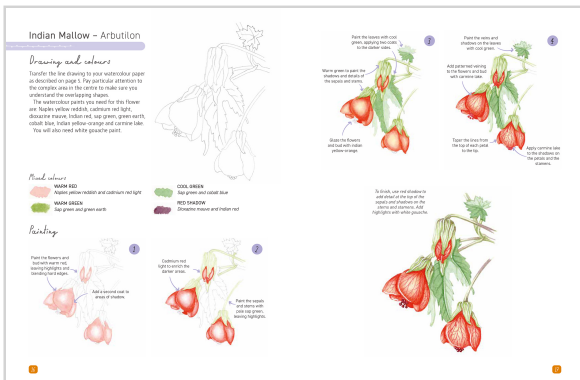 Indian Mallow – Arbutilon
Drawing and colours
Transfer the line drawing to your watercolour paper
as described on page 5. Pay particular attention to
the complex area in the centre to make sure you
understand the overlapping shapes.
The watercolour paints you need for this flower
are: Naples yellow reddish, cadmium red light,
dioxazine mauve, Indian red, sap green, green earth,
cobalt blue, Indian yellow-orange and carmine lake.
You will also need white gouache paint.
Mixed colours
WARM RED
Naples yellow reddish and cadmium red light
WARM GREEN
Sap green and green earth
COOL GREEN
Sap green and cobalt blue
RED SHADOW
Dioxazine mauve and Indian red
Painting
1
Paint the flowers and
bud with warm red,
leaving highlights and
blending hard edges.
Add a second coat to
areas of shadow.
2
Cadmium red
light to enrich the
darker areas.
Paint the sepals
and stems with
pale sap green,
leaving highlights.
3
Paint the leaves with cool
green, applying two coats
to the darker sides.
Warm green to paint the
shadows and details of
the sepals and stems.
Glaze the flowers
and bud with indian
yellow-orange.
4
Paint the veins and
shadows on the leaves
with cool green.
Add patterned veining
to the flowers and bud
with carmine lake.
Taper the lines from
the top of each petal
to the tip.
Apply carmine lake
to the shadows on
the petals and the
stamens.
To finish, use red shadow to
add detail at the top of the
sepals and shadows on the
stems and stamens. Add
highlights with white gouache.
16
17